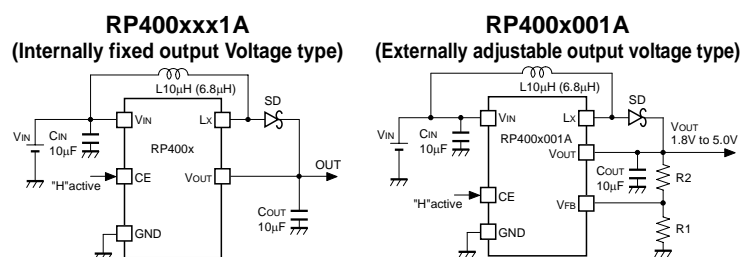 RP400xxx1A
(Internally fixed output Voltage type)
L10μH (6.8μH)
SD
VIN
CIN
10μF
VIN
LX
RP400x
"H"active
CE
VOUT
OUT
COUT
10μF
GND
RP400x001A
(Externally adjustable output voltage type)
L10μH (6.8μH)
SD
VIN
CIN
10μF
VIN
LX
RP400x001A
VOUT
VOUT
1.8V to 5.0V
COUT
10μF
R2
"H"active
CE
VFB
R1
GND